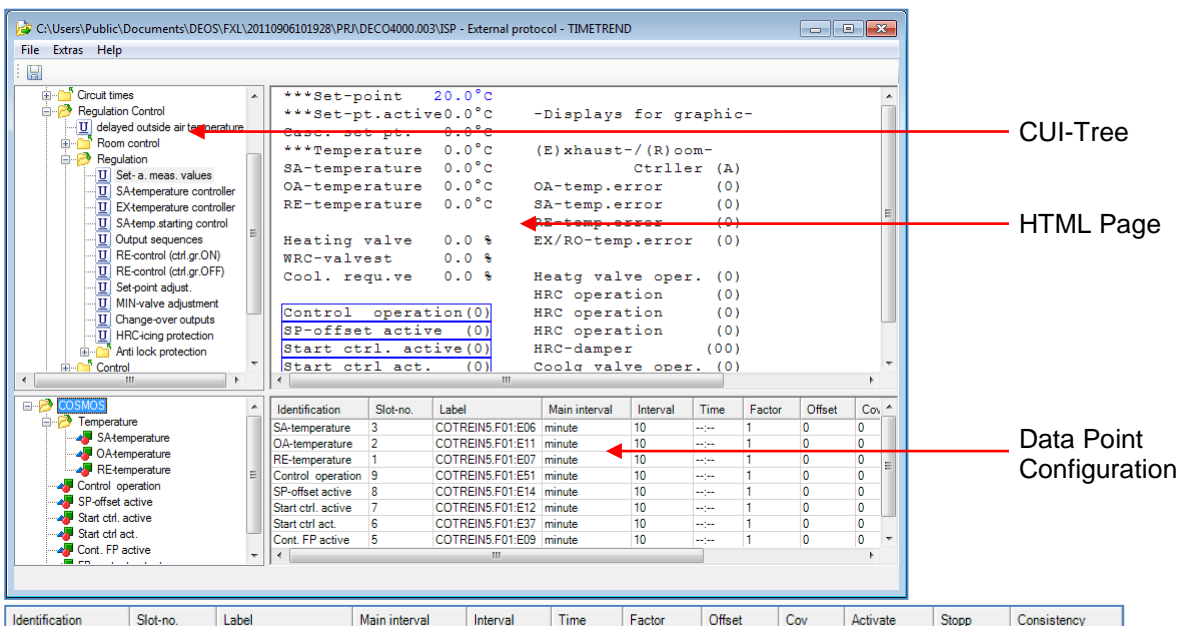 C:\Users\Public\Documents\DEOS\FXL\20110906101928\PRJ\DECO4000.003\ISP - External protocol - TIMETREND
File Extras Help
Circuit times
Regulation Control
delayed outside air temperature
Room control
Regulation
Set- a. meas. values
SA-temperature controller
EX-temperature controller
SA-temp.starting control
Output sequences
RE-control (ctrl.gr.ON)
RE-control (ctrl.gr.OFF)
Set-point adjust.
MIN-valve adjustment
Change-over outputs
HRC-icing protection
Anti lock protection
Control
***Set-point 20.0°C
***Set-pt.active0.0°C -Displays for graphic-
Casc. set pt. 0.0°C
***Temperature 0.0°C (E)xhaust-/(R)oom-
SA-temperature 0.0°C Ctrller (A)
OA-temperature 0.0°C OA-temp.error (0)
RE-temperature 0.0°C SA-temp.error (0)
RE-temp.error (0)
Heating valve 0.0 % EX/RO-temp.error (0)
WRC-valvest 0.0 %
Cool. requ.ve 0.0 % Heatg valve oper. (0)
HRC operation (0)
Control operation(0) HRC operation (0)
SP-offset active (0) HRC operation (0)
Start ctrl. active(0) HRC-damper (00)
Start ctrl act. (0) Coolg valve oper. (0)
CUI-Tree
HTML Page
COSMOS
Temperature
SA-temperature
OA-temperature
RE-temperature
Control operation
SP-offset active
Start ctrl. active
Start ctrl act.
Cont. FP active
Identification Slot-no. Label Main interval Interval Time Factor Offset Cov
SA-temperature 3 COTREIN5.F01:E06 minute 10 --:-- 1 0 0
OA-temperature 2 COTREIN5.F01:E11 minute 10 --:-- 1 0 0
RE-temperature 1 COTREIN5.F01:E07 minute 10 --:-- 1 0 0
Control operation 9 COTREIN5.F01:E51 minute 10 --:-- 1 0 0
SP-offset active 8 COTREIN5.F01:E14 minute 10 --:-- 1 0 0
Start ctrl. active 7 COTREIN5.F01:E12 minute 10 --:-- 1 0 0
Start ctrl act. 6 COTREIN5.F01:E37 minute 10 --:-- 1 0 0
Cont. FP active 5 COTREIN5.F01:E09 minute 10 --:-- 1 0 0
Data Point
Configuration
Identification Slot-no. Label Main interval Interval Time Factor Offset Cov Activate Stopp Consistency